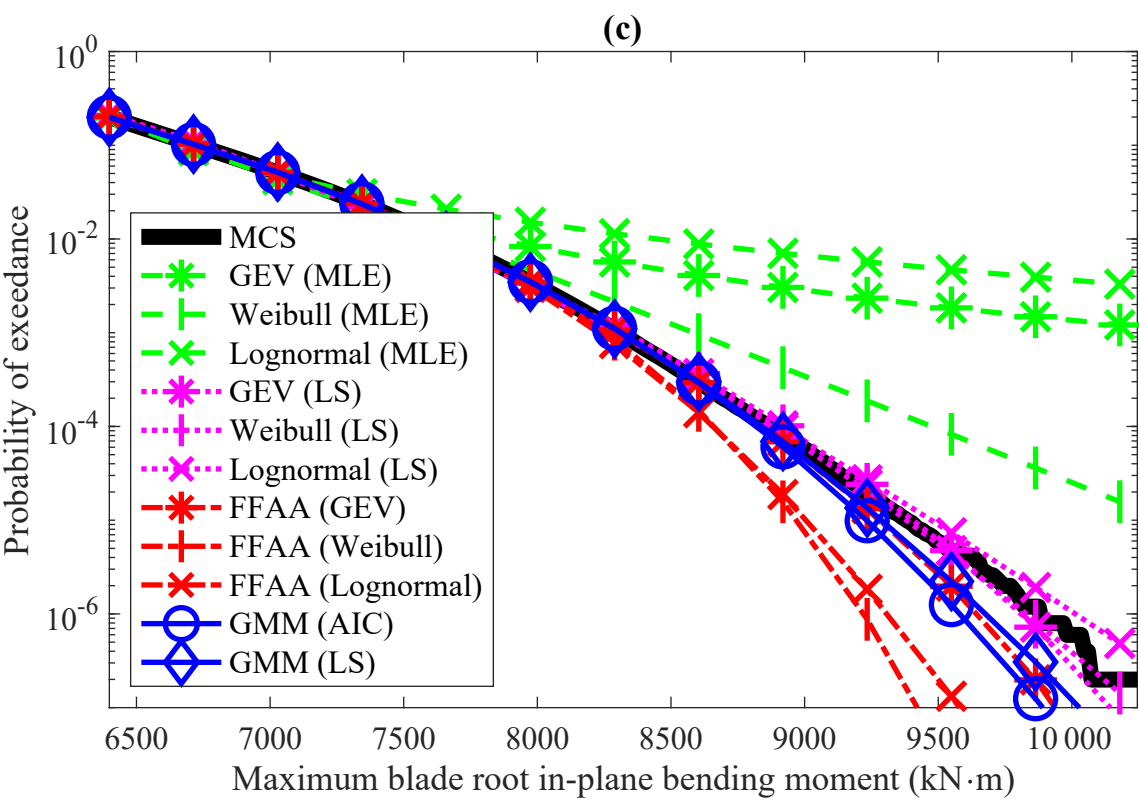 (c)
10^0
10^-2
10^-4
10^-6
Probability of exeedance
MCS
GEV (MLE)
Weibull (MLE)
Lognormal (MLE)
GEV (LS)
Weibull (LS)
Lognormal (LS)
FFAA (GEV)
FFAA (Weibull)
FFAA (Lognormal)
GMM (AIC)
GMM (LS)
6500 7000 7500 8000 8500 9000 9500 10 000
Maximum blade root in-plane bending moment (kN·m)